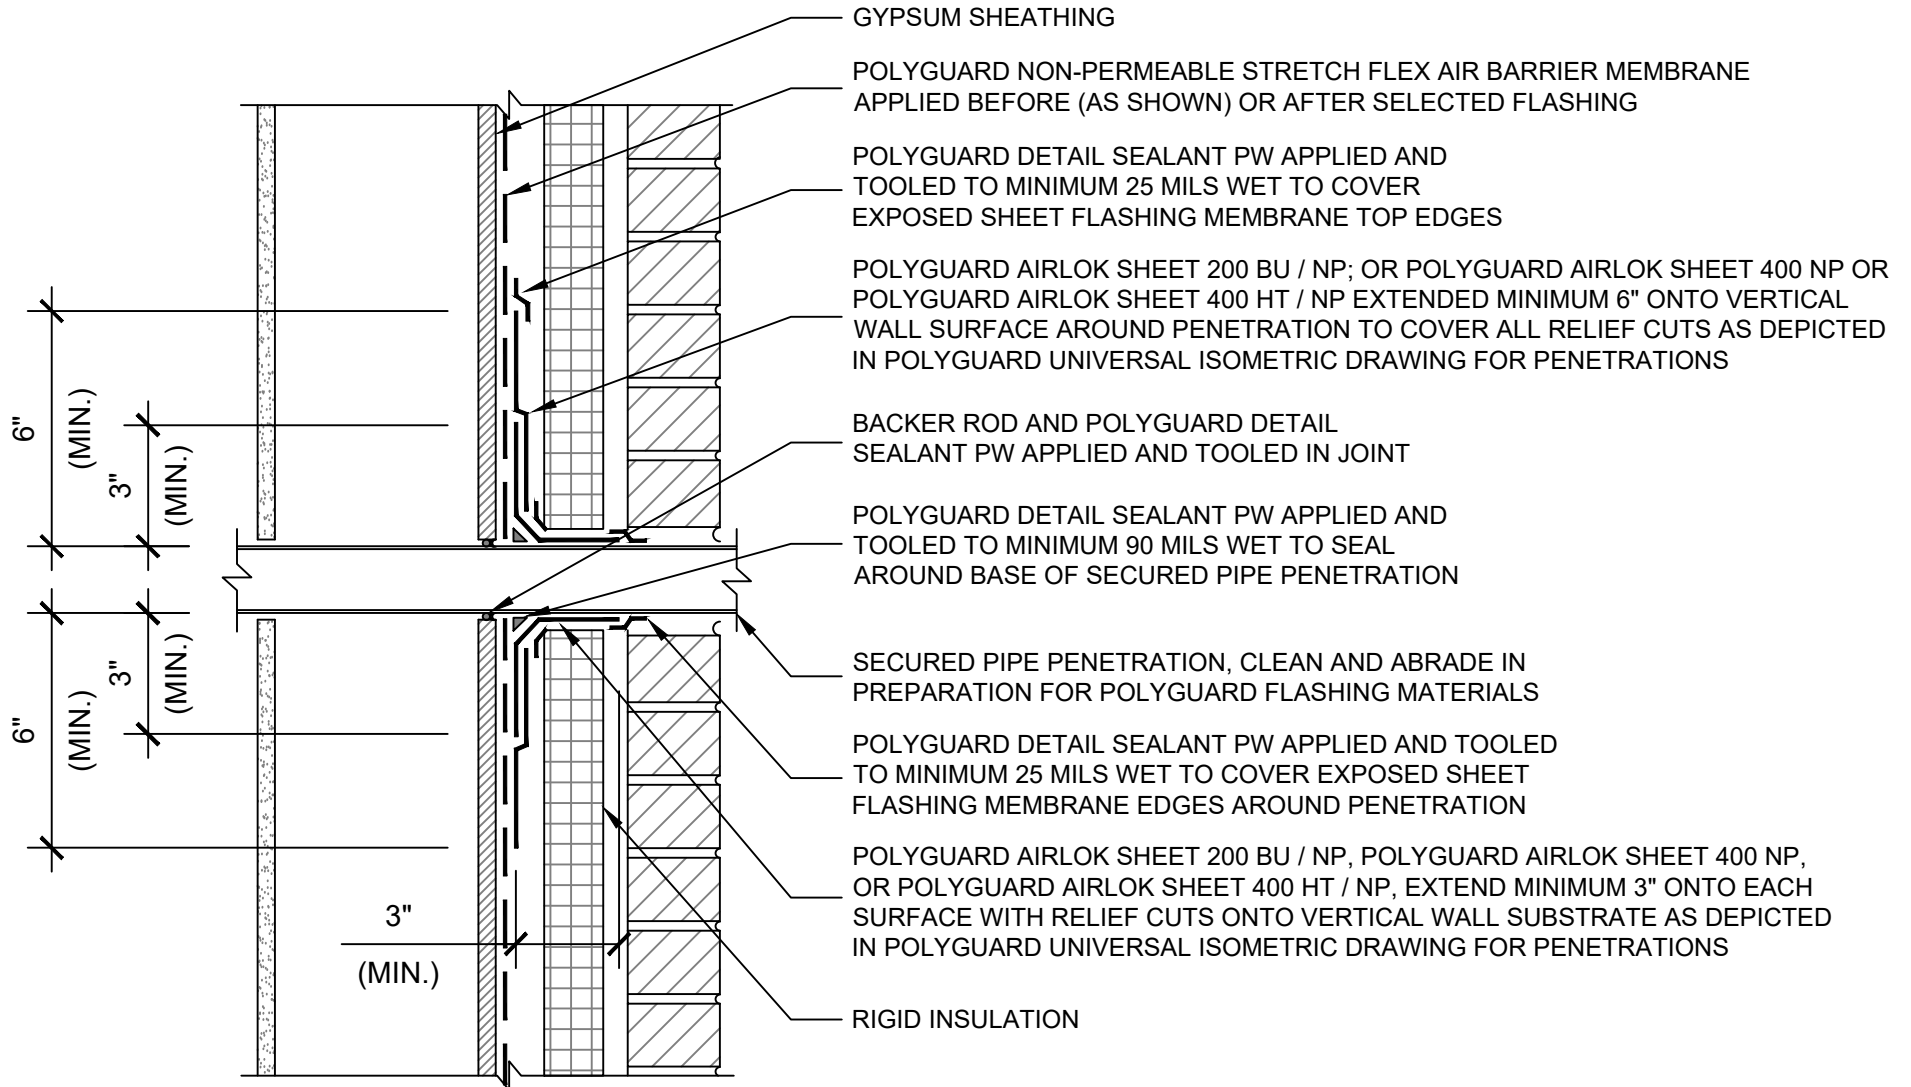 GYPSUM SHEATHING
POLYGUARD NON-PERMEABLE STRETCH FLEX AIR BARRIER MEMBRANE
APPLIED BEFORE (AS SHOWN) OR AFTER SELECTED FLASHING
POLYGUARD DETAIL SEALANT PW APPLIED AND
TOOLED TO MINIMUM 25 MILS WET TO COVER
EXPOSED SHEET FLASHING MEMBRANE TOP EDGES
POLYGUARD AIRLOK SHEET 200 BU / NP; OR POLYGUARD AIRLOK SHEET 400 NP OR
POLYGUARD AIRLOK SHEET 400 HT / NP EXTENDED MINIMUM 6" ONTO VERTICAL
WALL SURFACE AROUND PENETRATION TO COVER ALL RELIEF CUTS AS DEPICTED
IN POLYGUARD UNIVERSAL ISOMETRIC DRAWING FOR PENETRATIONS
BACKER ROD AND POLYGUARD DETAIL
SEALANT PW APPLIED AND TOOLED IN JOINT
POLYGUARD DETAIL SEALANT PW APPLIED AND
TOOLED TO MINIMUM 90 MILS WET TO SEAL
AROUND BASE OF SECURED PIPE PENETRATION
SECURED PIPE PENETRATION, CLEAN AND ABRADE IN
PREPARATION FOR POLYGUARD FLASHING MATERIALS
POLYGUARD DETAIL SEALANT PW APPLIED AND TOOLED
TO MINIMUM 25 MILS WET TO COVER EXPOSED SHEET
FLASHING MEMBRANE EDGES AROUND PENETRATION
POLYGUARD AIRLOK SHEET 200 BU / NP, POLYGUARD AIRLOK SHEET 400 NP,
OR POLYGUARD AIRLOK SHEET 400 HT / NP, EXTEND MINIMUM 3" ONTO EACH
SURFACE WITH RELIEF CUTS ONTO VERTICAL WALL SUBSTRATE AS DEPICTED
IN POLYGUARD UNIVERSAL ISOMETRIC DRAWING FOR PENETRATIONS
RIGID INSULATION
6"
(MIN.)
3"
(MIN.)
6"
(MIN.)
3"
(MIN.)
3"
(MIN.)